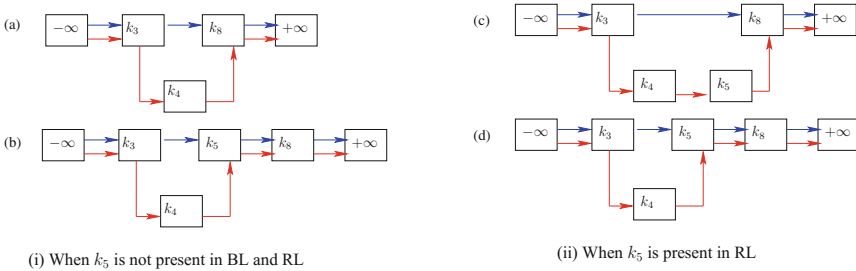 (a) −∞ k₃ k₈ +∞
k₄
(b) −∞ k₃ k₅ k₈ +∞
k₄
(i) When k₅ is not present in BL and RL
(c) −∞ k₃ k₈ +∞
k₄ k₅
(d) −∞ k₃ k₅ k₈ +∞
k₄
(ii) When k₅ is present in RL